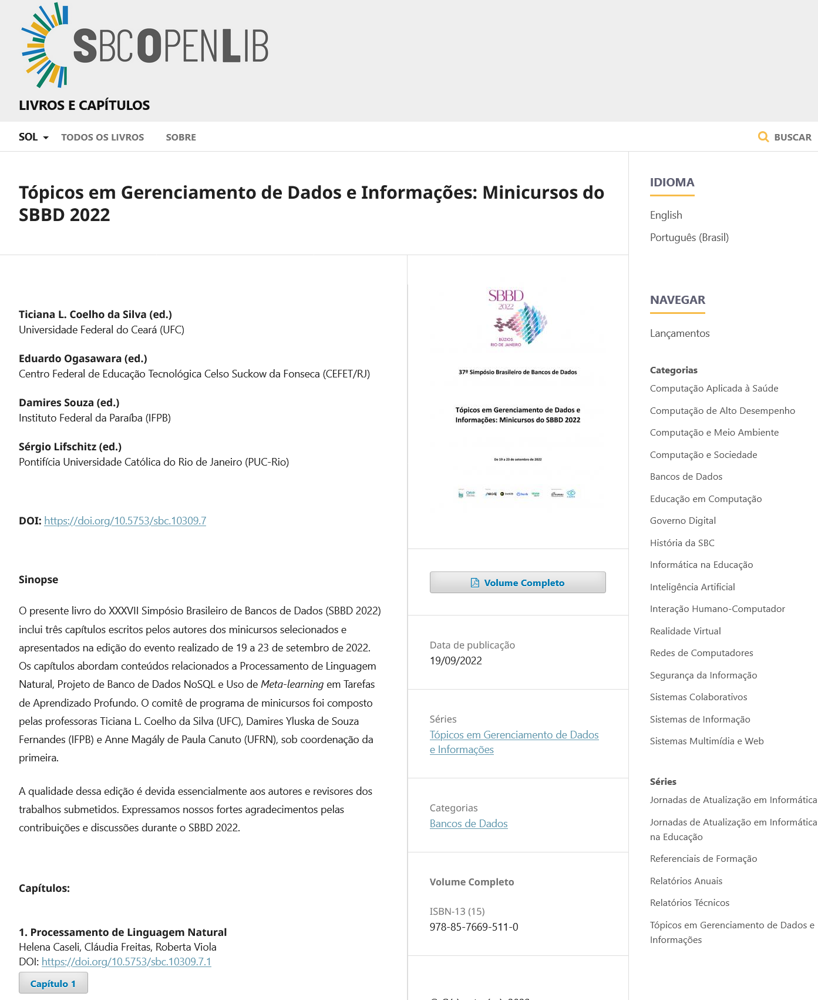 SBCOPENLIB
LIVROS E CAPÍTULOS
SOL
TODOS OS LIVROS
SOBRE
BUSCAR
Tópicos em Gerenciamento de Dados e Informações: Minicursos do
SBBD 2022
Ticiana L. Coelho da Silva (ed.)
Universidade Federal do Ceará (UFC)
Eduardo Ogasawara (ed.)
Centro Federal de Educação Tecnológica Celso Suckow da Fonseca (CEFET/RJ)
Damires Souza (ed.)
Instituto Federal da Paraíba (IFPB)
Sérgio Lifschitz (ed.)
Pontifícia Universidade Católica do Rio de Janeiro (PUC-Rio)
DOI: https://doi.org/10.5753/sbc.10309.7
Sinopse
O presente livro do XXXVII Simpósio Brasileiro de Bancos de Dados (SBBD 2022)
inclui três capítulos escritos pelos autores dos minicursos selecionados e
apresentados na edição do evento realizado de 19 a 23 de setembro de 2022.
Os capítulos abordam conteúdos relacionados a Processamento de Linguagem
Natural, Projeto de Banco de Dados NoSQL e Uso de Meta-learning em Tarefas
de Aprendizado Profundo. O comitê de programa de minicursos foi composto
pelas professoras Ticiana L. Coelho da Silva (UFC), Damires Yluska de Souza
Fernandes (IFPB) e Anne Magály de Paula Canuto (UFRN), sob coordenação da
primeira.
A qualidade dessa edição é devida essencialmente aos autores e revisores dos
trabalhos submetidos. Expressamos nossos fortes agradecimentos pelas
contribuições e discussões durante o SBBD 2022.
Capítulos:
1. Processamento de Linguagem Natural
Helena Caseli, Cláudia Freitas, Roberta Viola
DOI: https://doi.org/10.5753/sbc.10309.7.1
Capítulo 1
SBBD
2022
BÚZIOS
RIO DE JANEIRO
37º Simpósio Brasileiro de Bancos de Dados
Tópicos em Gerenciamento de Dados e
Informações: Minicursos do SBBD 2022
De 19 a 23 de setembro de 2022
neo4j
hurb
Volume Completo
Data de publicação
19/09/2022
Séries
Tópicos em Gerenciamento de Dados
e Informações
Categorias
Bancos de Dados
Volume Completo
ISBN-13 (15)
978-85-7669-511-0
IDIOMA
English
Português (Brasil)
NAVEGAR
Lançamentos
Categorias
Computação Aplicada à Saúde
Computação de Alto Desempenho
Computação e Meio Ambiente
Computação e Sociedade
Bancos de Dados
Educação em Computação
Governo Digital
História da SBC
Informática na Educação
Inteligência Artificial
Interação Humano-Computador
Realidade Virtual
Redes de Computadores
Segurança da Informação
Sistemas Colaborativos
Sistemas de Informação
Sistemas Multimídia e Web
Séries
Jornadas de Atualização em Informática
Jornadas de Atualização em Informática
na Educação
Referenciais de Formação
Relatórios Anuais
Relatórios Técnicos
Tópicos em Gerenciamento de Dados e
Informações